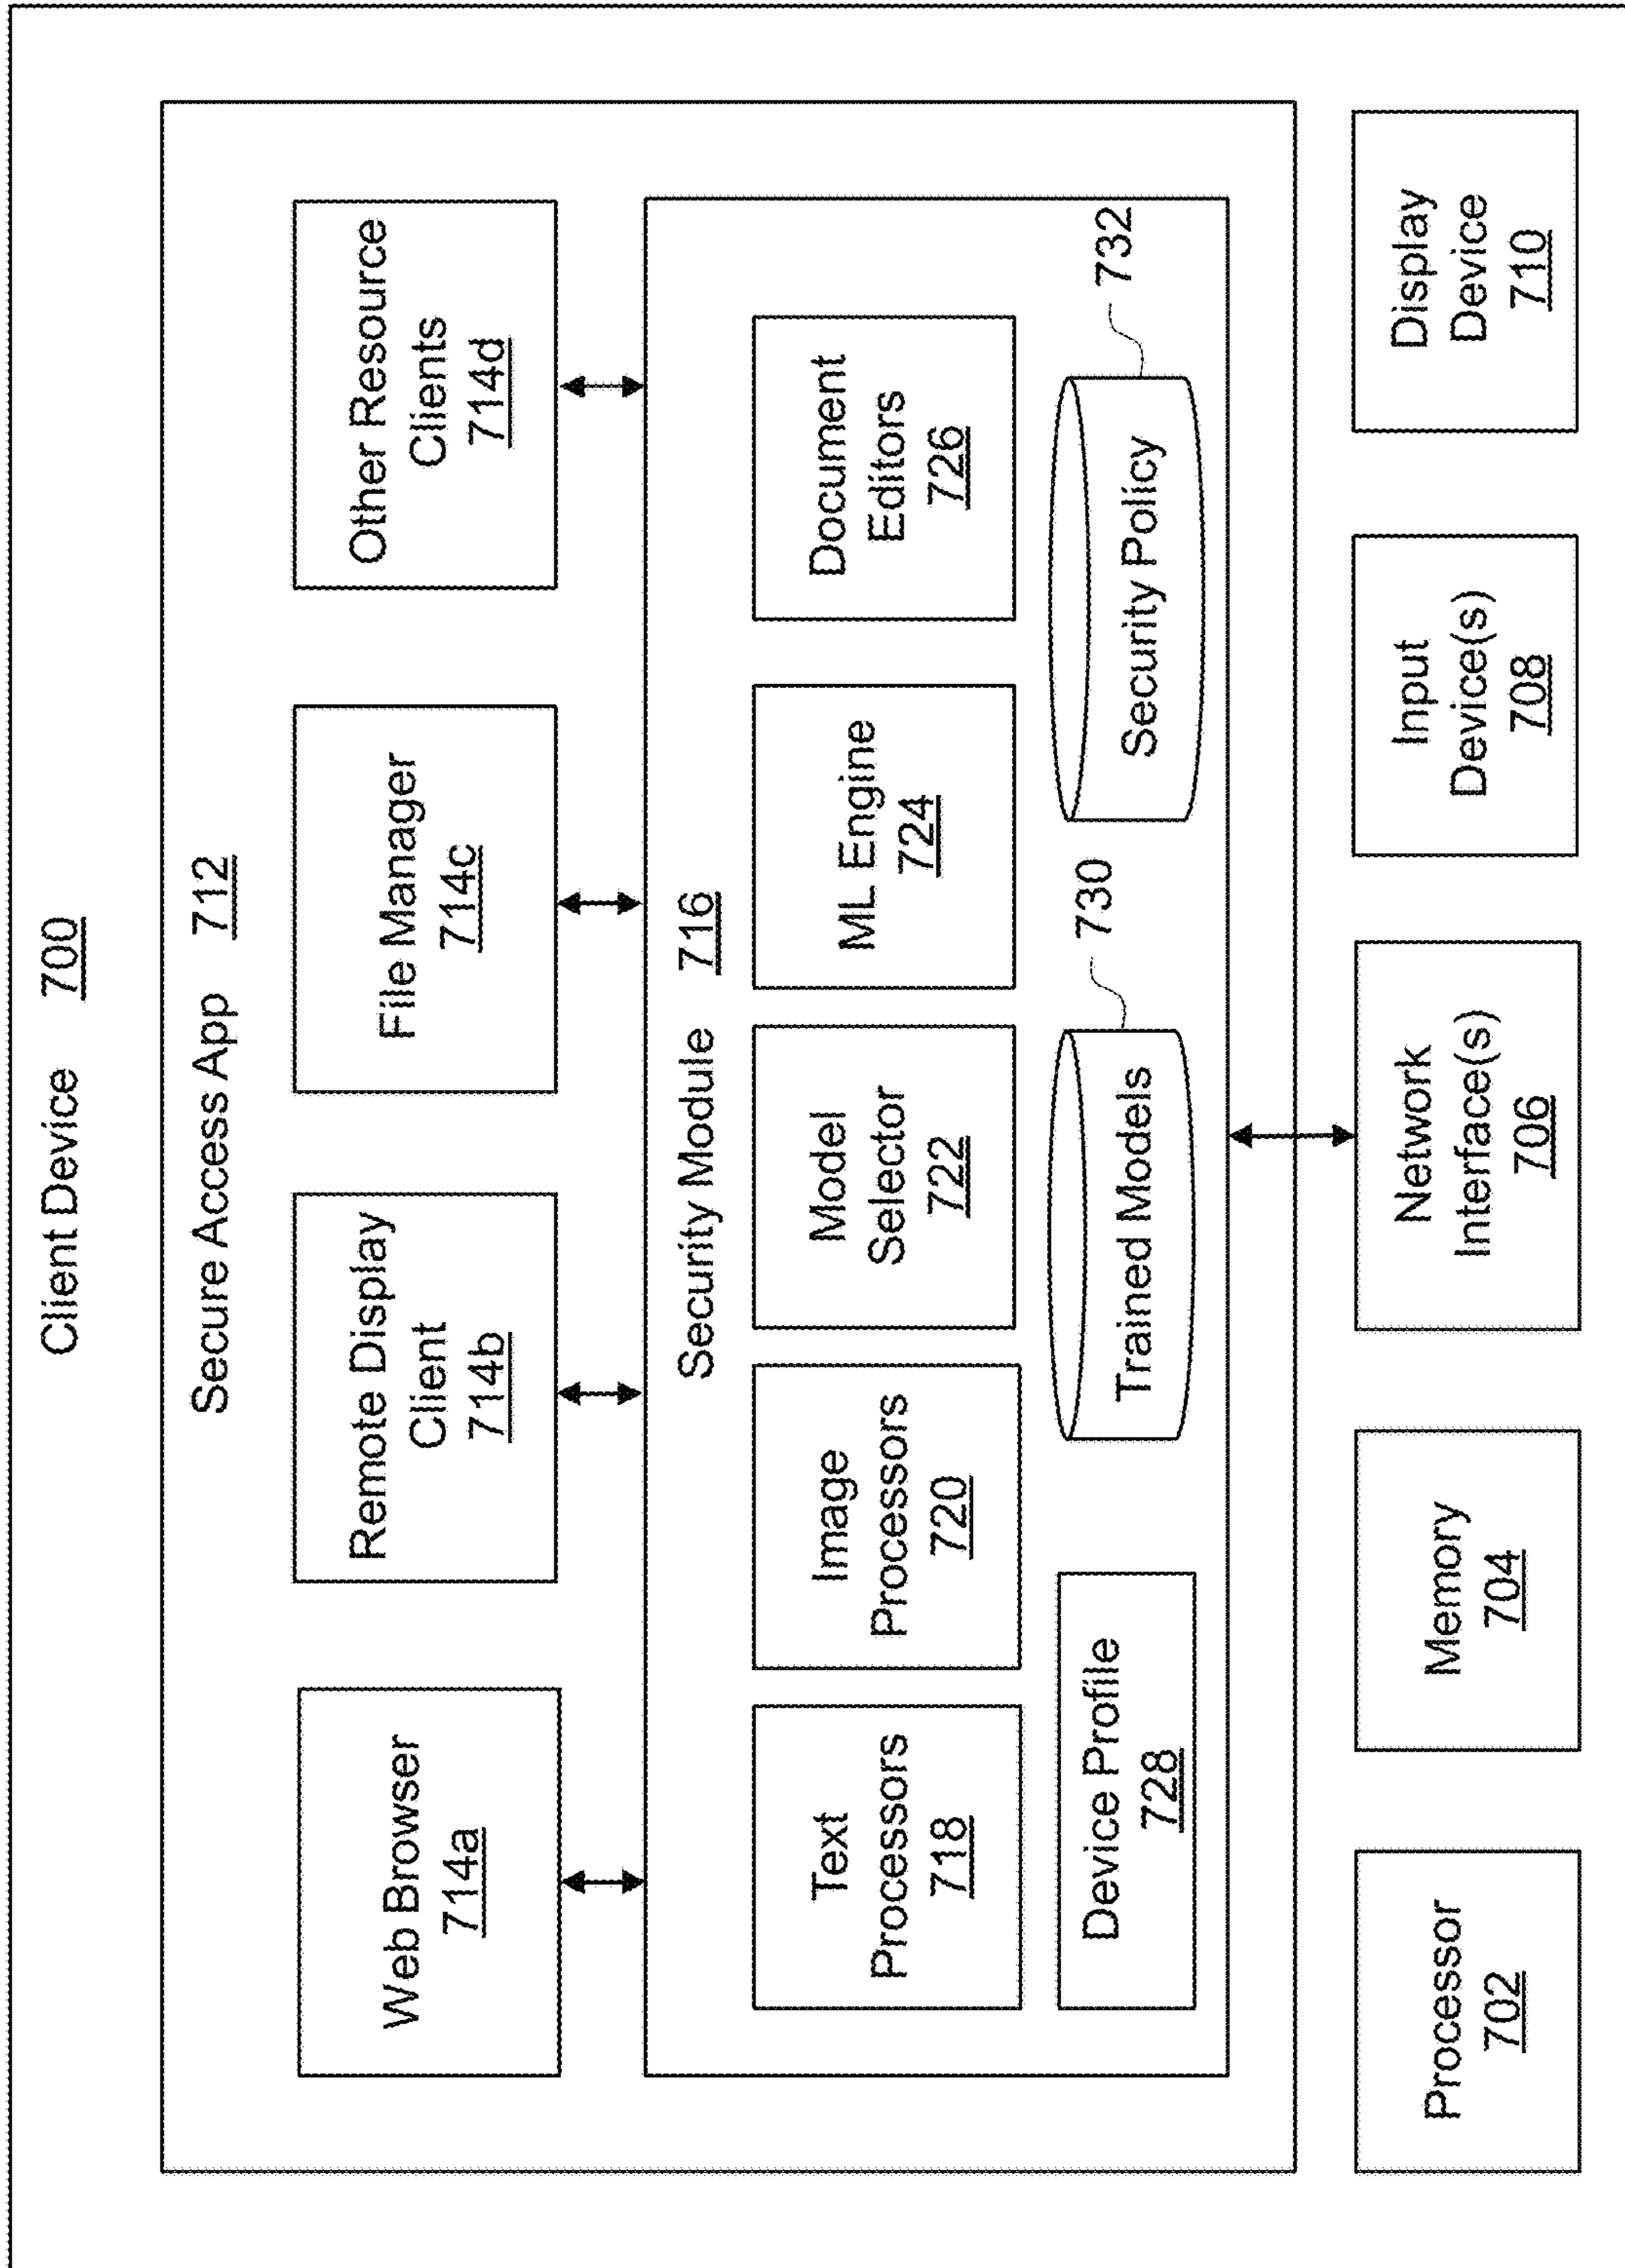 Client Device 700
Secure Access App 712
Web Browser
714a
Remote Display
Client
714b
File Manager
714c
Other Resource
Clients
714d
Security Module 716
Text
Processors
718
Image
Processors
720
Model
Selector
722
ML Engine
724
Document
Editors
726
Device Profile
728
Trained Models
730
Security Policy
732
Processor
702
Memory
704
Network
Interface(s)
706
Input
Device(s)
708
Display
Device
710